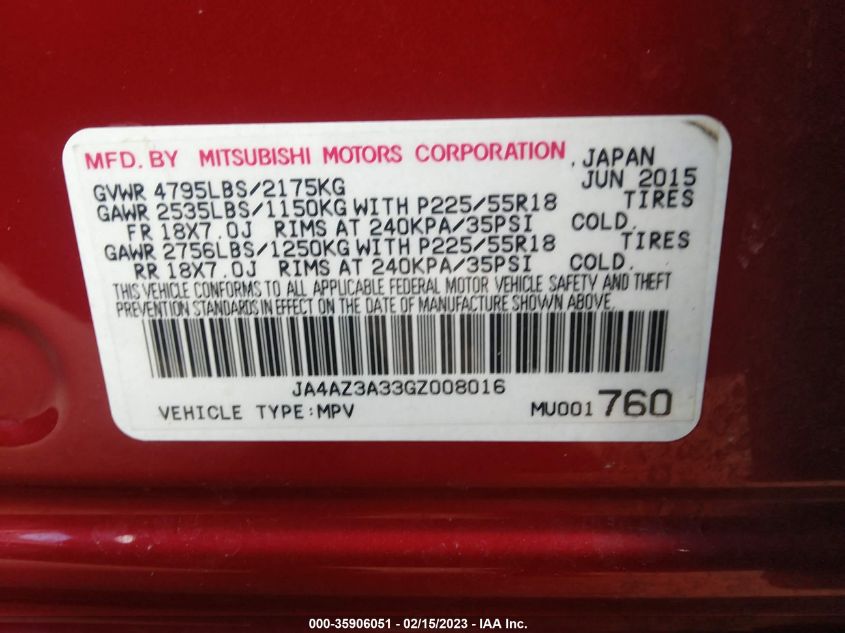 MFD. BY MITSUBISHI MOTORS CORPORATION , JAPAN
GVWR 4795LBS/2175KG JUN 2015
GAWR 2535LBS/1150KG WITH P225/55R18 TIRES
FR 18X7.0J RIMS AT 240KPA/35PSI COLD.
GAWR 2756LBS/1250KG WITH P225/55R18 TIRES
RR 18X7.0J RIMS AT 240KPA/35PSI COLD.
THIS VEHICLE CONFORMS TO ALL APPLICABLE FEDERAL MOTOR VEHICLE SAFETY AND THEFT
PREVENTION STANDARDS IN EFFECT ON THE DATE OF MANUFACTURE SHOWN ABOVE.
JA4AZ3A33GZ008016
VEHICLE TYPE:MPV MU001 760
000-35906051 - 02/15/2023 - IAA Inc.